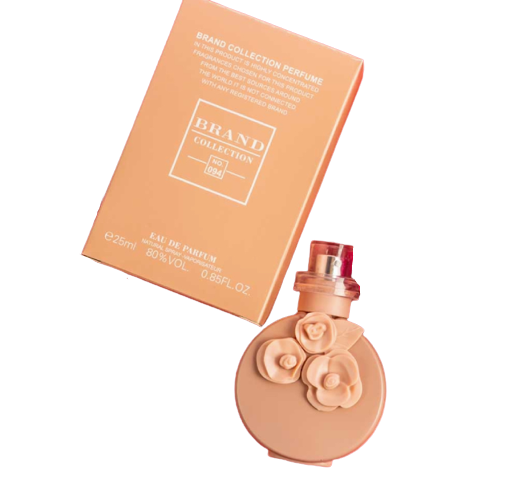 BRAND COLLECTION PERFUME
IN THIS PRODUCT IS HIGHLY CONCENTRATED
FRAGRANCES CHOSEN FOR THIS PRODUCT
FROM THE BEST SOURCES AROUND
THE WORLD IT IS NOT CONNECTED
WITH ANY REGISTERED BRAND
BRAND
COLLECTION
NO.
094
EAU DE PARFUM
NATURAL SPRAY VAPORISATEUR
e25ml 80%VOL. 0.85FL.OZ.